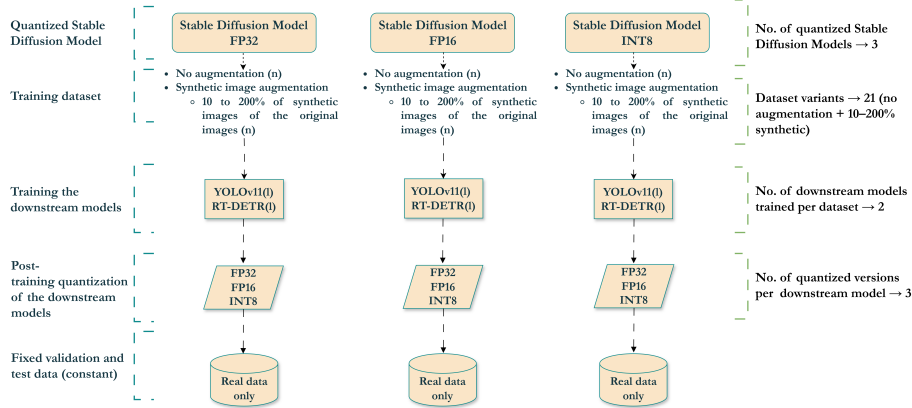 Quantized Stable
Diffusion Model
Stable Diffusion Model
FP32
Stable Diffusion Model
FP16
Stable Diffusion Model
INT8
No. of quantized Stable
Diffusion Models → 3
Training dataset
• No augmentation (n)
• Synthetic image augmentation
○ 10 to 200% of synthetic
images of the original
images (n)
• No augmentation (n)
• Synthetic image augmentation
○ 10 to 200% of synthetic
images of the original
images (n)
• No augmentation (n)
• Synthetic image augmentation
○ 10 to 200% of synthetic
images of the original
images (n)
Dataset variants → 21 (no
augmentation + 10–200%
synthetic)
Training the
downstream models
YOLOv11(l)
RT-DETR(l)
YOLOv11(l)
RT-DETR(l)
YOLOv11(l)
RT-DETR(l)
No. of downstream models
trained per dataset → 2
Post-
training quantization
of the downstream
models
FP32
FP16
INT8
FP32
FP16
INT8
FP32
FP16
INT8
No. of quantized versions
per downstream model → 3
Fixed validation and
test data (constant)
Real data
only
Real data
only
Real data
only